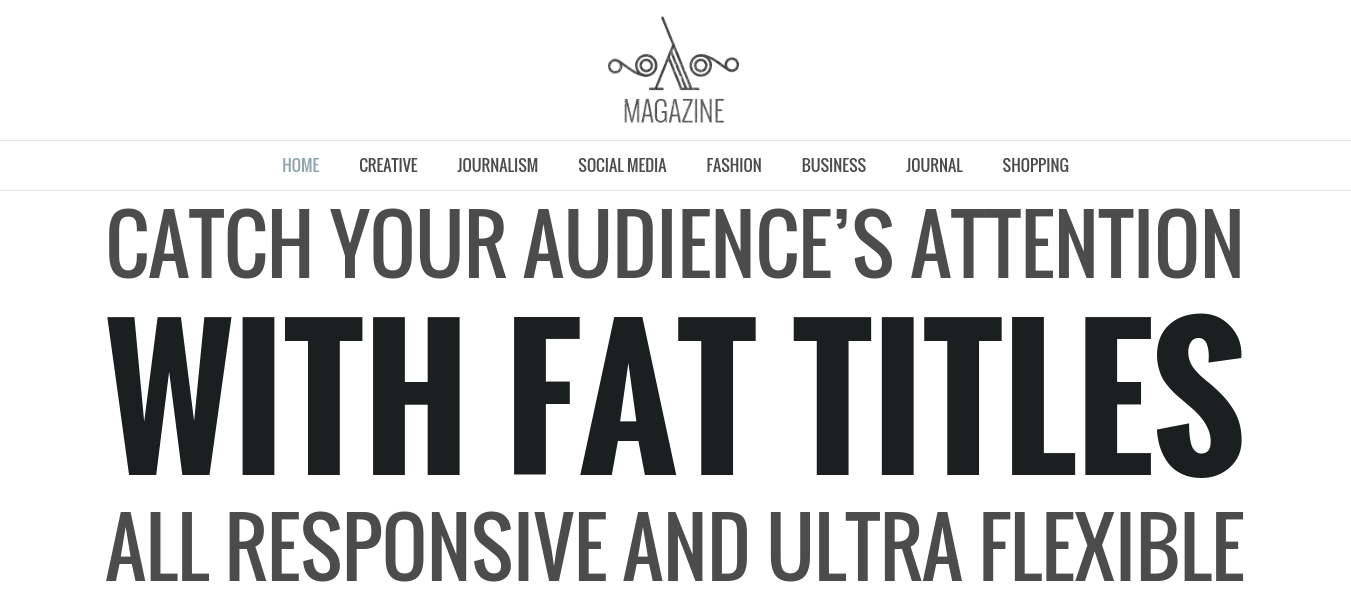 MAGAZINE
HOME CREATIVE JOURNALISM SOCIAL MEDIA FASHION BUSINESS JOURNAL SHOPPING
CATCH YOUR AUDIENCE’S ATTENTION
WITH FAT TITLES
ALL RESPONSIVE AND ULTRA FLEXIBLE